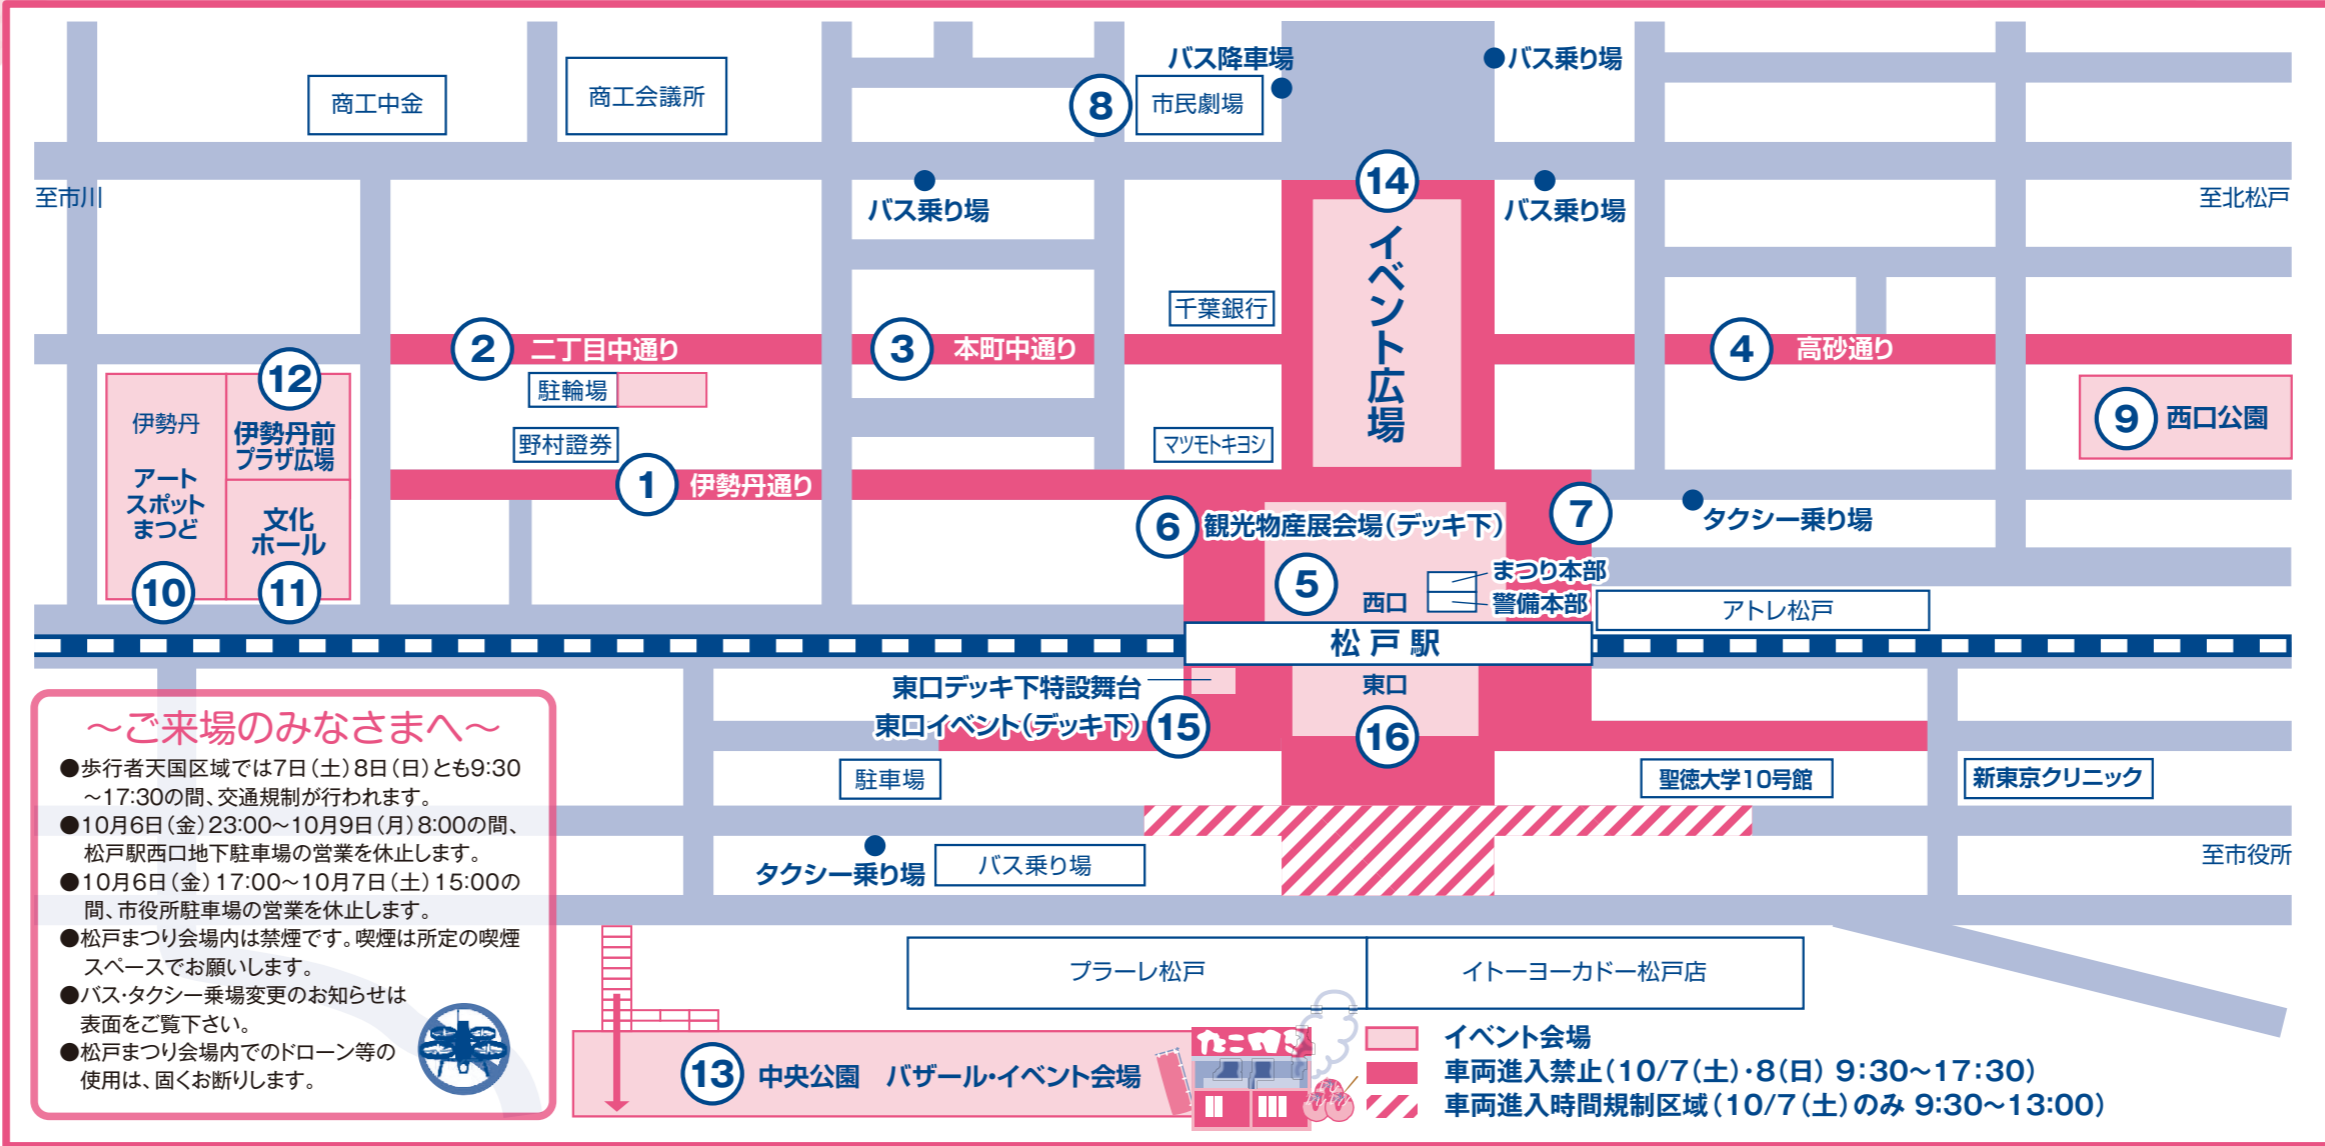 バス降車場
バス乗り場
商工中金
商工会議所
8
市民劇場
至市川
バス乗り場
14
バス乗り場
至北松戸
イベント広場
千葉銀行
2
二丁目中通り
3
本町中通り
4
高砂通り
12
駐輪場
伊勢丹
伊勢丹前
プラザ広場
野村證券
マツモトキヨシ
9
西口公園
アート
スポット
まつど
1
伊勢丹通り
文化
ホール
6
観光物産展会場(デッキ下)
7
タクシー乗り場
10
11
5
西口
まつり本部
警備本部
アトレ松戸
松戸駅
東口デッキ下特設舞台
東口
東口イベント(デッキ下)
15
16
駐車場
聖徳大学10号館
新東京クリニック
タクシー乗り場
バス乗り場
至市役所
~ご来場のみなさまへ~
●歩行者天国区域では7日(土)8日(日)とも9:30
~17:30の間、交通規制が行われます。
●10月6日(金)23:00~10月9日(月)8:00の間、
松戸駅西口地下駐車場の営業を休止します。
●10月6日(金)17:00~10月7日(土)15:00の
間、市役所駐車場の営業を休止します。
●松戸まつり会場内は禁煙です。喫煙は所定の喫煙
スペースでお願いします。
●バス・タクシー乗場変更のお知らせは
表面をご覧下さい。
●松戸まつり会場内でのドローン等の
使用は、固くお断りします。
プラーレ松戸
イトーヨーカドー松戸店
13
中央公園 バザール・イベント会場
たこやき
イベント会場
車両進入禁止(10/7(土)・8(日) 9:30~17:30)
車両進入時間規制区域(10/7(土)のみ 9:30~13:00)